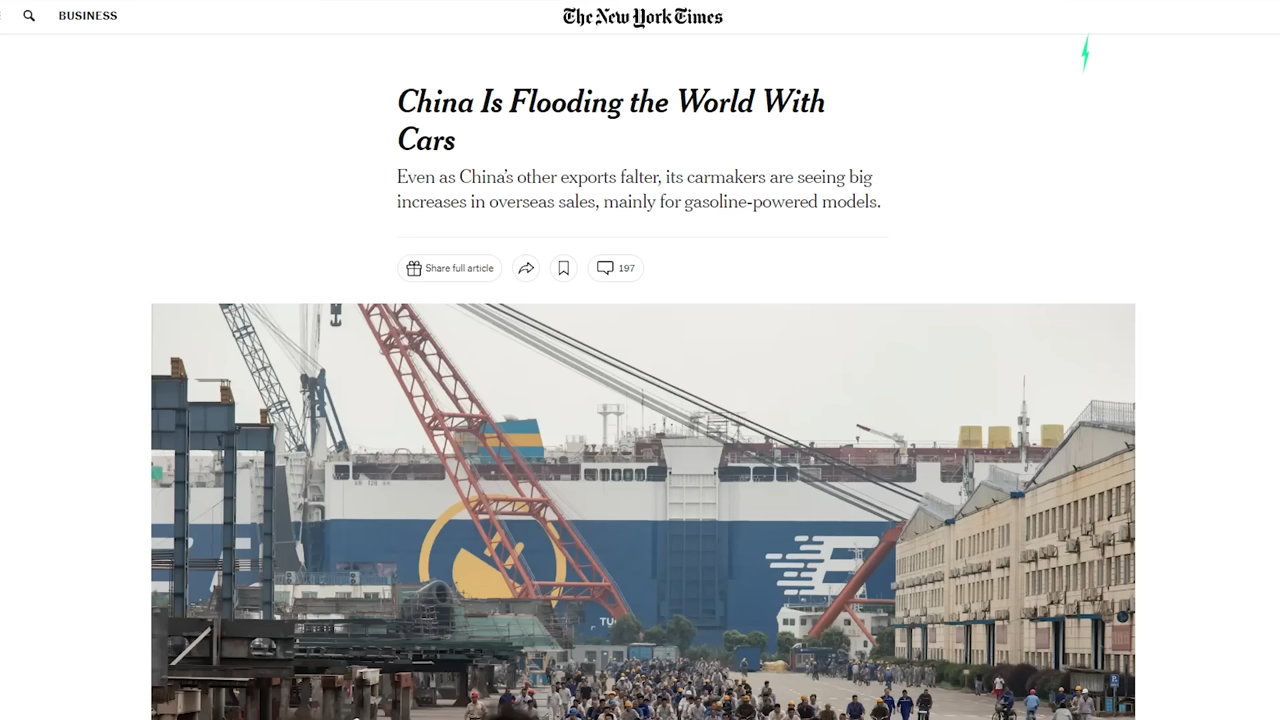 BUSINESS
The New York Times
China Is Flooding the World With
Cars
Even as China's other exports falter, its carmakers are seeing big
increases in overseas sales, mainly for gasoline-powered models.
Share full article
197